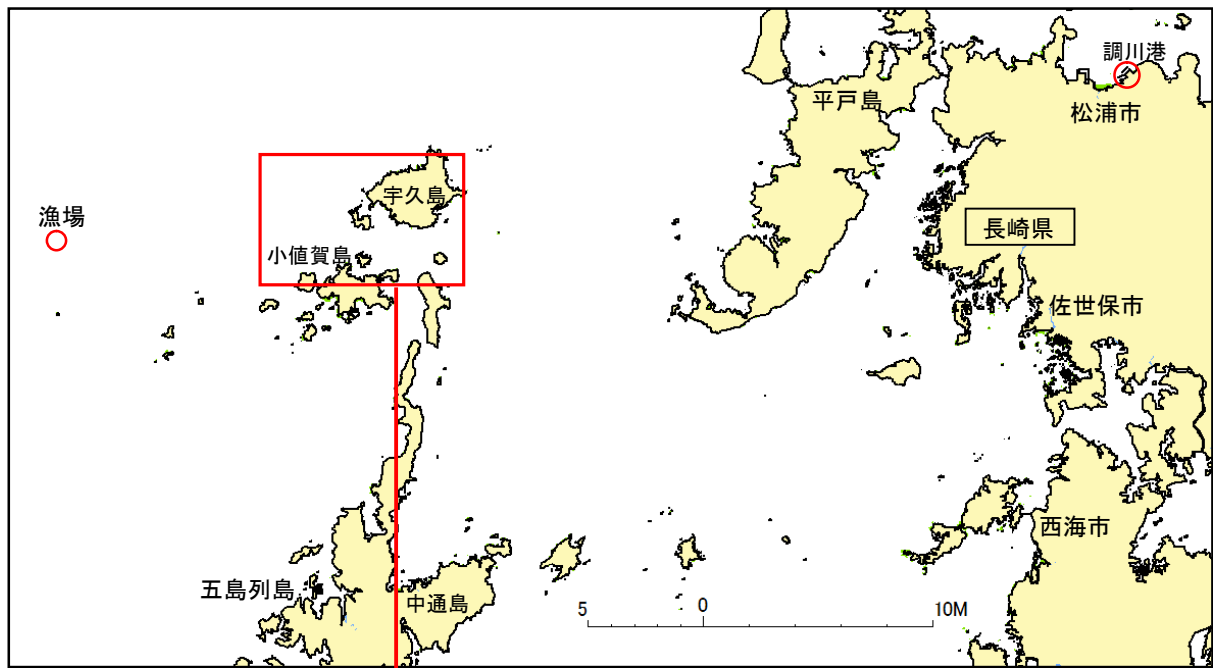 調川港
平戸島
松浦市
宇久島
漁場
長崎県
小値賀島
佐世保市
西海市
五島列島
中通島
5 0 10M